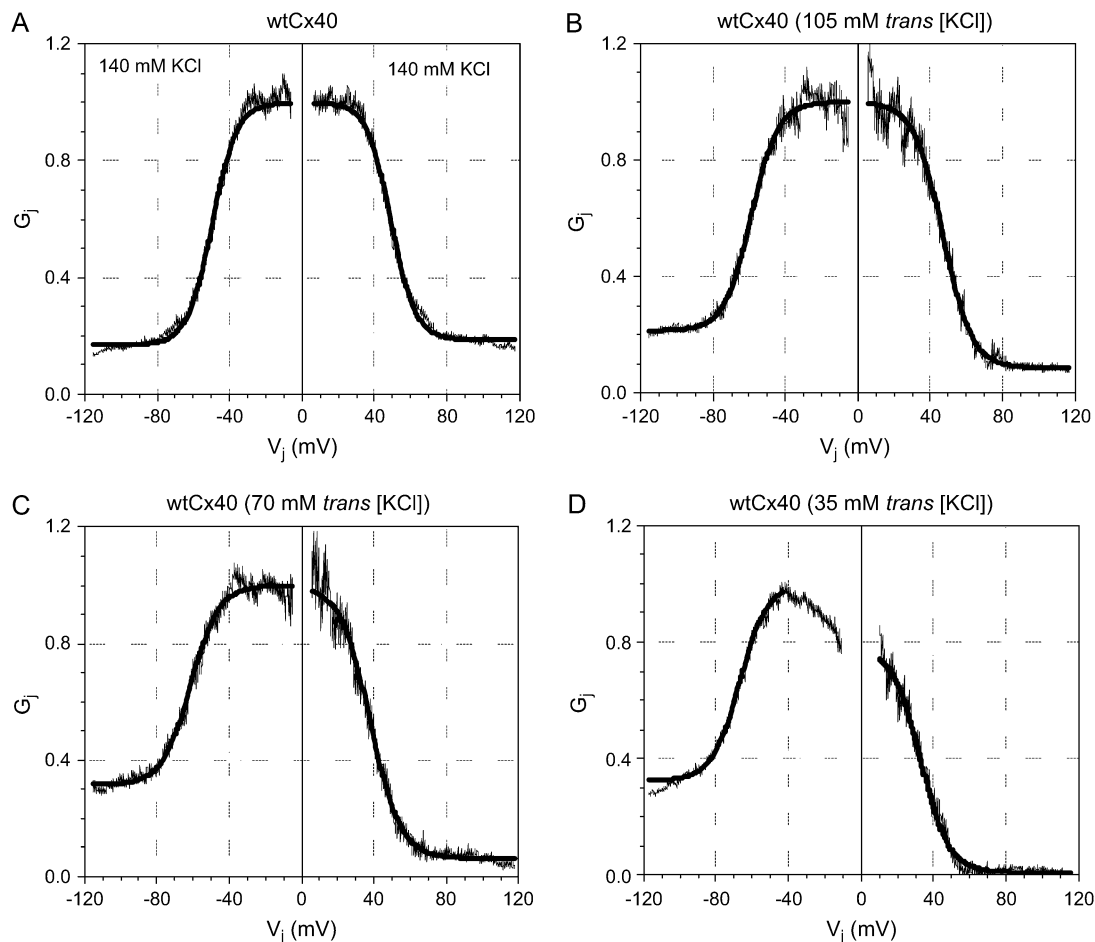 A
wtCx40
1.2
0.8
0.4
0.0
Gj
140 mM KCl
140 mM KCl
-120 -80 -40 0 40 80 120
Vj (mV)
B
wtCx40 (105 mM trans [KCl])
1.2
0.8
0.4
0.0
Gj
-120 -80 -40 0 40 80 120
Vj (mV)
C
wtCx40 (70 mM trans [KCl])
1.2
0.8
0.4
0.0
Gj
-120 -80 -40 0 40 80 120
Vj (mV)
D
wtCx40 (35 mM trans [KCl])
1.2
0.8
0.4
0.0
Gj
-120 -80 -40 0 40 80 120
Vj (mV)